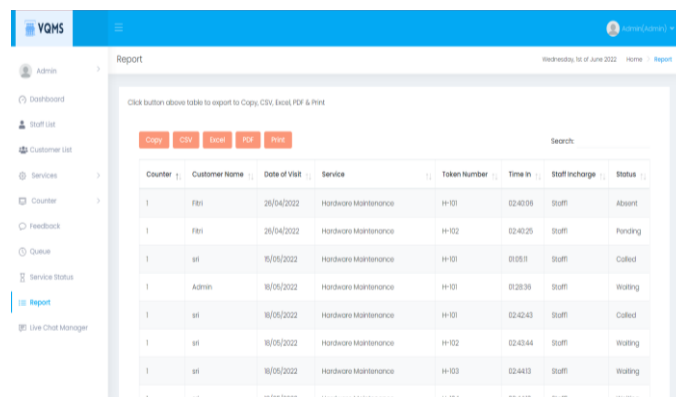 VQMS
Admin(Admin)
Report
Wednesday, 1st of June 2022 Home > Report
Admin
Dashboard
Staff List
Customer List
Services
Counter
Feedback
Queue
Service Status
Report
Live Chat Manager
Click button above table to export to Copy, CSV, Excel, PDF & Print
Copy CSV Excel PDF Print
Search:
Counter Customer Name Date of Visit Service Token Number Time In Staff Incharge Status
1 Fitri 26/04/2022 Hardware Maintenance H-101 02:40:06 Staff1 Absent
1 Fitri 26/04/2022 Hardware Maintenance H-102 02:40:25 Staff1 Pending
1 sri 15/05/2022 Hardware Maintenance H-101 01:05:11 Staff1 Called
1 Admin 18/05/2022 Hardware Maintenance H-101 01:28:36 Staff1 Waiting
1 sri 18/05/2022 Hardware Maintenance H-101 02:42:43 Staff1 Called
1 sri 18/05/2022 Hardware Maintenance H-102 02:43:44 Staff1 Waiting
1 sri 18/05/2022 Hardware Maintenance H-103 02:44:13 Staff1 Waiting